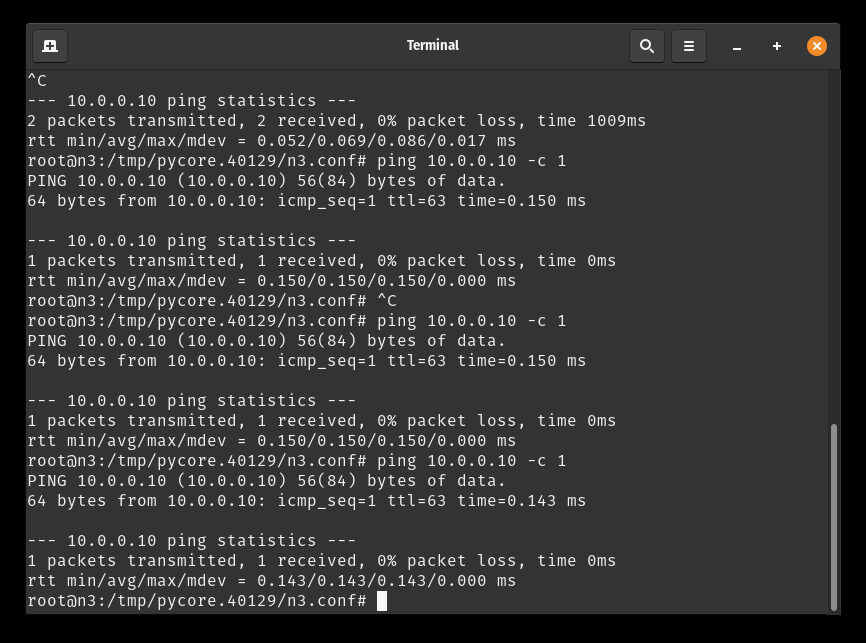 Terminal
^C
--- 10.0.0.10 ping statistics ---
2 packets transmitted, 2 received, 0% packet loss, time 1009ms
rtt min/avg/max/mdev = 0.052/0.069/0.086/0.017 ms
root@n3:/tmp/pycore.40129/n3.conf# ping 10.0.0.10 -c 1
PING 10.0.0.10 (10.0.0.10) 56(84) bytes of data.
64 bytes from 10.0.0.10: icmp_seq=1 ttl=63 time=0.150 ms

--- 10.0.0.10 ping statistics ---
1 packets transmitted, 1 received, 0% packet loss, time 0ms
rtt min/avg/max/mdev = 0.150/0.150/0.150/0.000 ms
root@n3:/tmp/pycore.40129/n3.conf# ^C
root@n3:/tmp/pycore.40129/n3.conf# ping 10.0.0.10 -c 1
PING 10.0.0.10 (10.0.0.10) 56(84) bytes of data.
64 bytes from 10.0.0.10: icmp_seq=1 ttl=63 time=0.150 ms

--- 10.0.0.10 ping statistics ---
1 packets transmitted, 1 received, 0% packet loss, time 0ms
rtt min/avg/max/mdev = 0.150/0.150/0.150/0.000 ms
root@n3:/tmp/pycore.40129/n3.conf# ping 10.0.0.10 -c 1
PING 10.0.0.10 (10.0.0.10) 56(84) bytes of data.
64 bytes from 10.0.0.10: icmp_seq=1 ttl=63 time=0.143 ms

--- 10.0.0.10 ping statistics ---
1 packets transmitted, 1 received, 0% packet loss, time 0ms
rtt min/avg/max/mdev = 0.143/0.143/0.143/0.000 ms
root@n3:/tmp/pycore.40129/n3.conf#